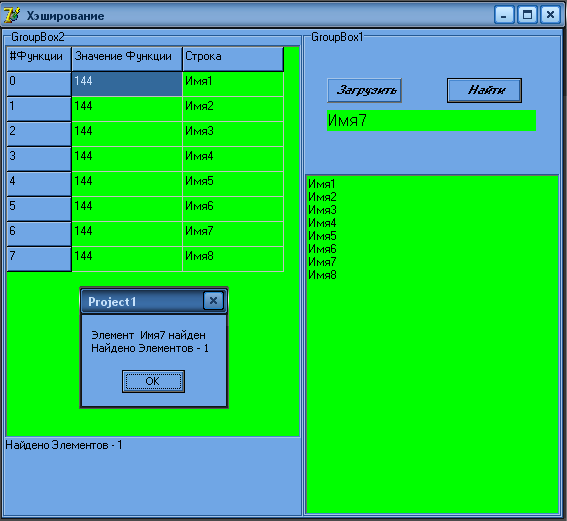 Хэширование
GroupBox2
GroupBox1
#Функции Значение Функции Строка
0 144 Имя1
1 144 Имя2
2 144 Имя3
3 144 Имя4
4 144 Имя5
5 144 Имя6
6 144 Имя7
7 144 Имя8
Project1
Элемент Имя7 найден
Найдено Элементов - 1
OK
Найдено Элементов - 1
Загрузить Найти
Имя7
Имя1
Имя2
Имя3
Имя4
Имя5
Имя6
Имя7
Имя8